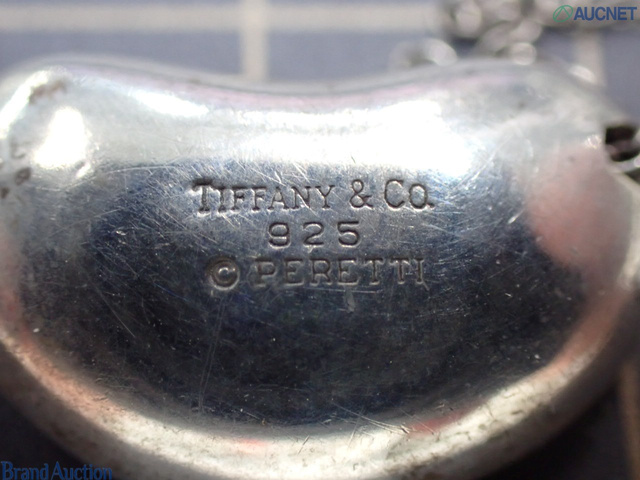 AUCNET
TIFFANY & CO.
925
© PERETTI
Brand Auction